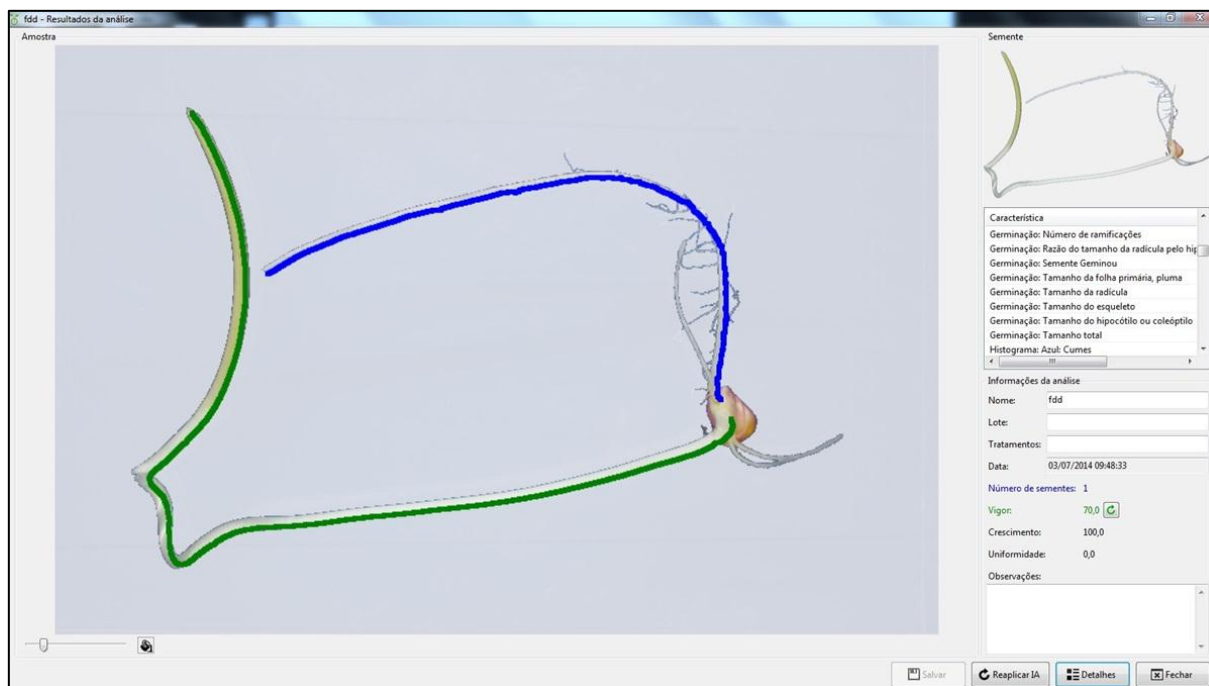 fdd - Resultados da análise
Amostra
Semente
Característica
Germinação: Número de ramificações
Germinação: Razão do tamanho da radícula pelo hip
Germinação: Semente Geminou
Germinação: Tamanho da folha primária, pluma
Germinação: Tamanho da radícula
Germinação: Tamanho do esqueleto
Germinação: Tamanho do hipocótilo ou coleóptilo
Germinação: Tamanho total
Histograma: Azul: Cumes
Informações da análise
Nome: fdd
Lote:
Tratamentos:
Data: 03/07/2014 09:48:33
Número de sementes: 1
Vigor: 70,0
Crescimento: 100,0
Uniformidade: 0,0
Observações:
Salvar Reaplicar IA Detalhes Fechar